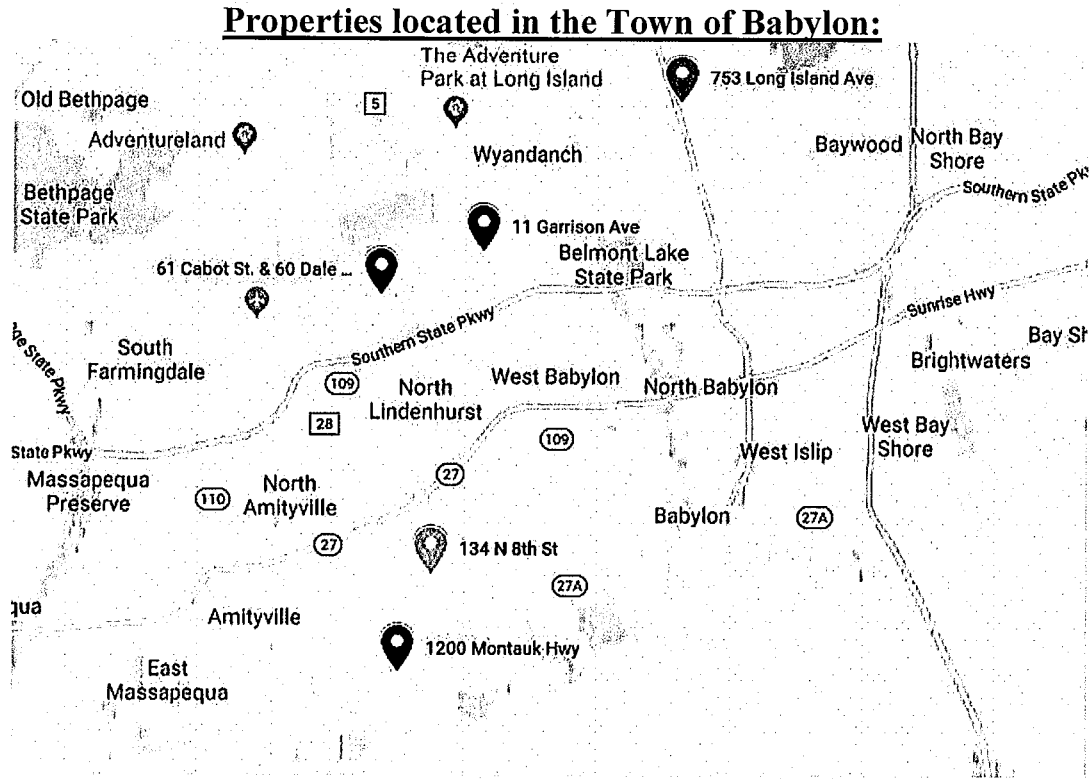 Properties located in the Town of Babylon:
The Adventure
Park at Long Island
753 Long Island Ave
Old Bethpage
5
Adventureland
Wyandanch
Baywood
North Bay
Shore
Bethpage
State Park
Southern State Pkwy
11 Garrison Ave
Belmont Lake
State Park
61 Cabot St. & 60 Dale ...
Sunrise Hwy
Southern State Pkwy
State Pkwy
South
Farmingdale
Bay Sh
Brightwaters
109
North
Lindenhurst
West Babylon
North Babylon
28
109
State Pkwy
West Islip
West Bay
Shore
Massapequa
Preserve
27
110
North
Amityville
Babylon
27A
27
134 N 8th St
27A
qua
Amityville
1200 Montauk Hwy
East
Massapequa